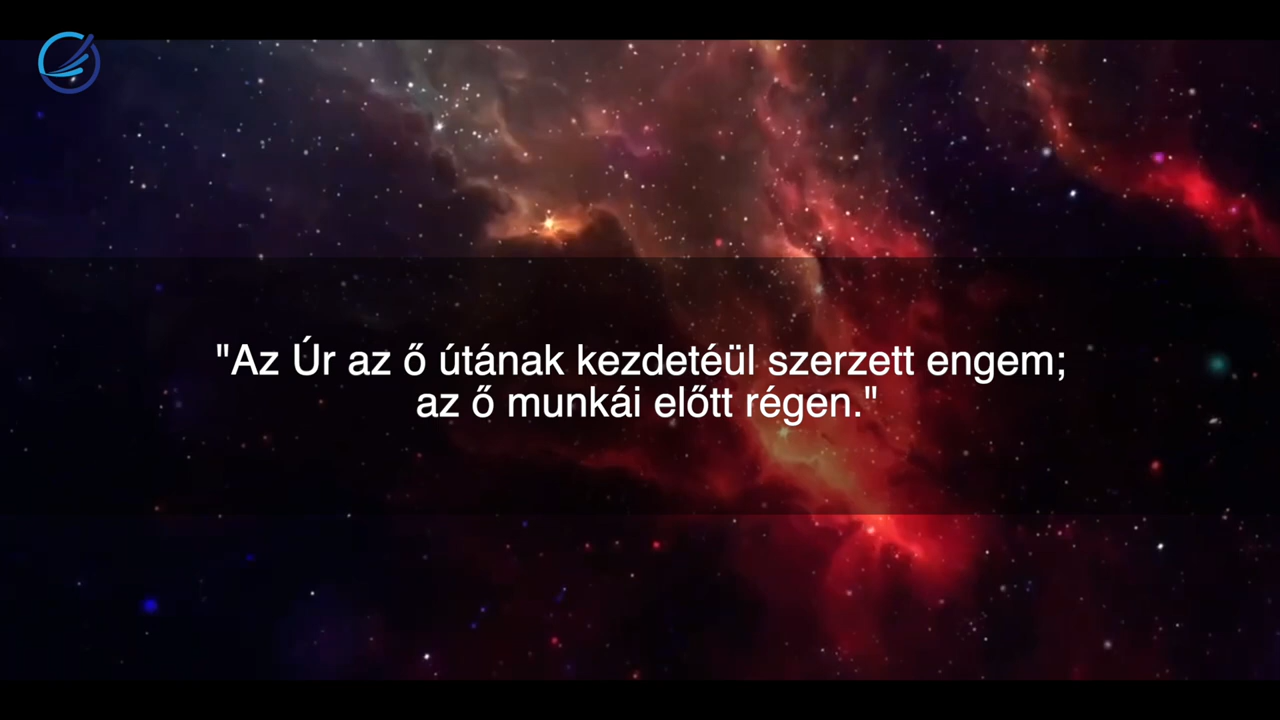 "Az Úr az ő útának kezdetéül szerzett engem;
az ő munkái előtt régen."